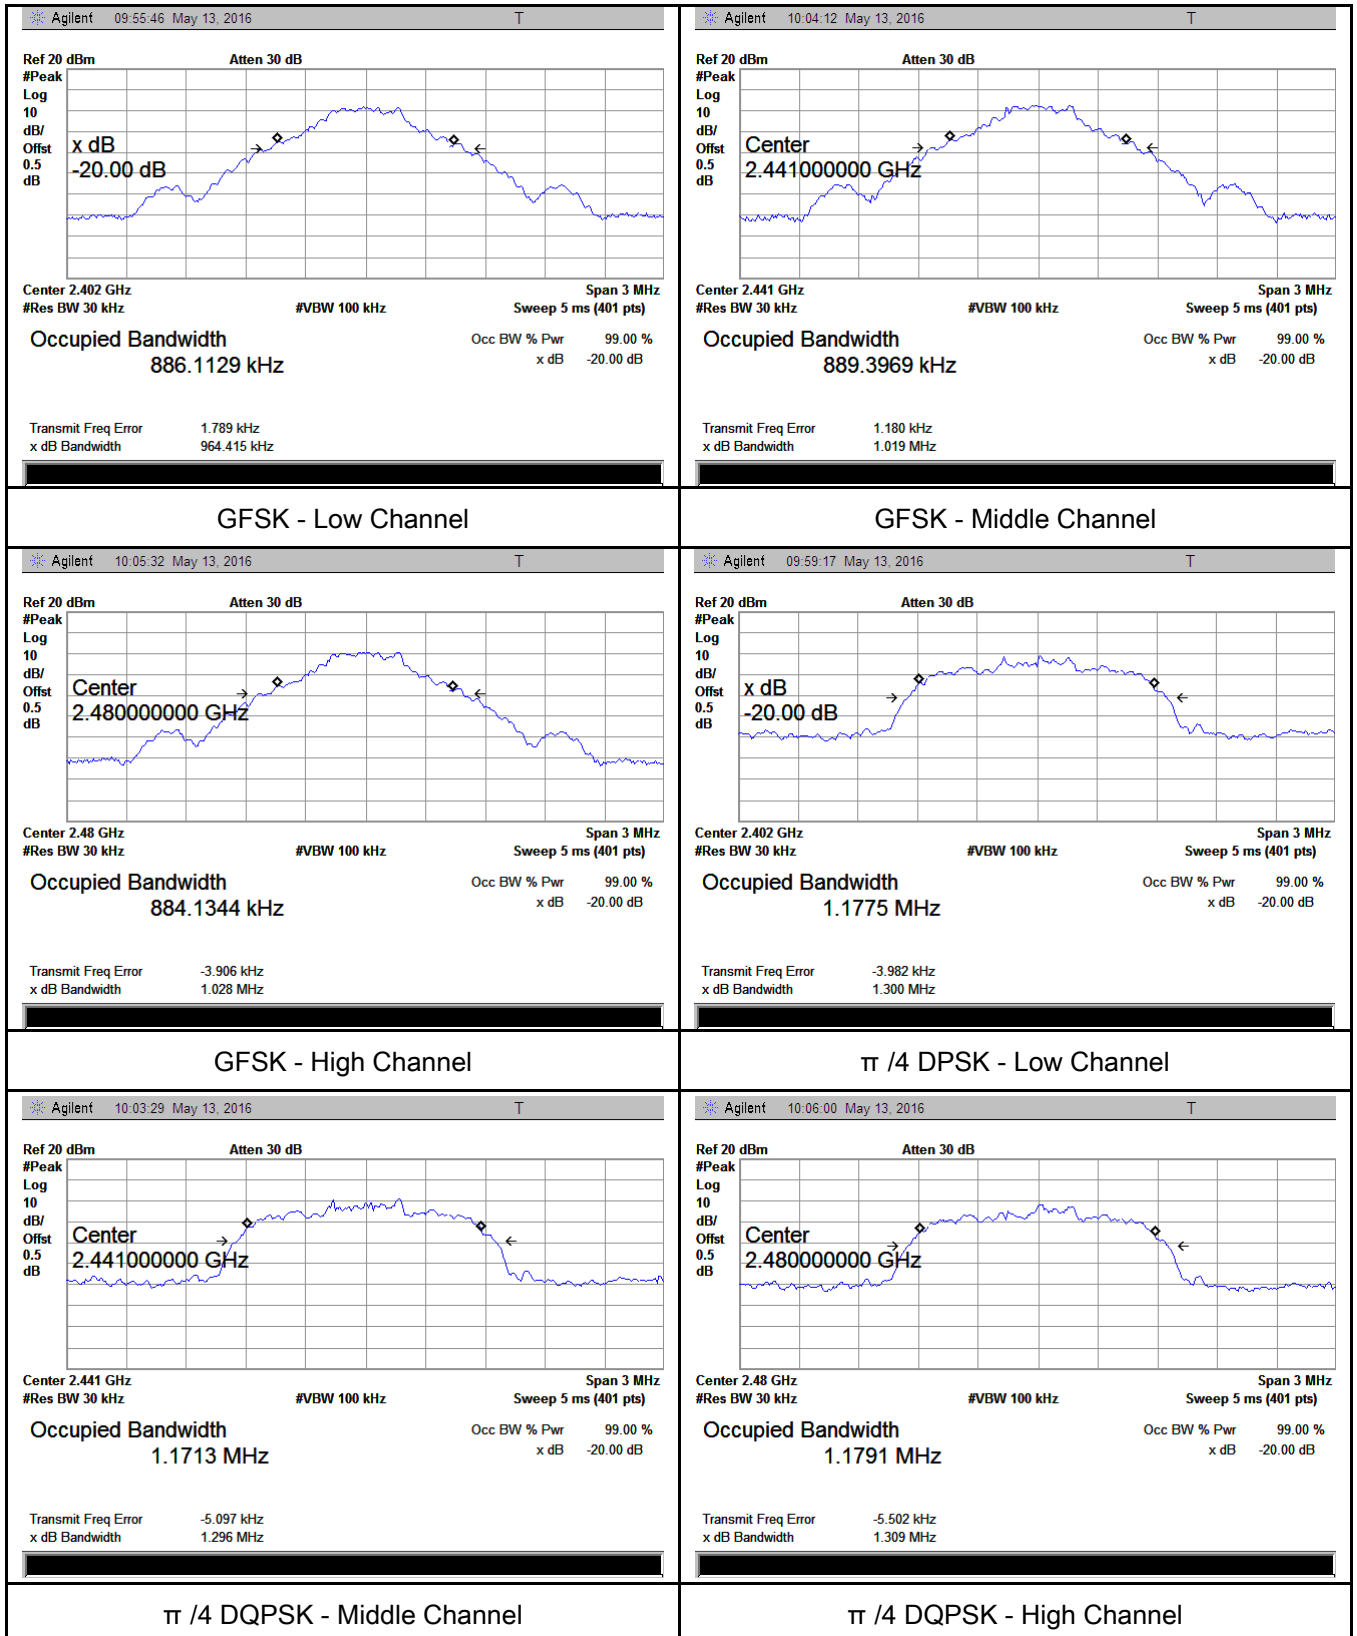 Agilent 09:55:46 May 13, 2016 T
Ref 20 dBm Atten 30 dB
#Peak
Log
10
dB/
Offst
0.5
dB
x dB
-20.00 dB
Center 2.402 GHz Span 3 MHz
#Res BW 30 kHz #VBW 100 kHz Sweep 5 ms (401 pts)
Occupied Bandwidth Occ BW % Pwr 99.00 %
886.1129 kHz x dB -20.00 dB
Transmit Freq Error 1.789 kHz
x dB Bandwidth 964.415 kHz
GFSK - Low Channel
Agilent 10:04:12 May 13, 2016 T
Ref 20 dBm Atten 30 dB
#Peak
Log
10
dB/
Offst
0.5
dB
Center
2.441000000 GHz
Center 2.441 GHz Span 3 MHz
#Res BW 30 kHz #VBW 100 kHz Sweep 5 ms (401 pts)
Occupied Bandwidth Occ BW % Pwr 99.00 %
889.3969 kHz x dB -20.00 dB
Transmit Freq Error 1.180 kHz
x dB Bandwidth 1.019 MHz
GFSK - Middle Channel
Agilent 10:05:32 May 13, 2016 T
Ref 20 dBm Atten 30 dB
#Peak
Log
10
dB/
Offst
0.5
dB
Center
2.480000000 GHz
Center 2.48 GHz Span 3 MHz
#Res BW 30 kHz #VBW 100 kHz Sweep 5 ms (401 pts)
Occupied Bandwidth Occ BW % Pwr 99.00 %
884.1344 kHz x dB -20.00 dB
Transmit Freq Error -3.906 kHz
x dB Bandwidth 1.028 MHz
GFSK - High Channel
Agilent 09:59:17 May 13, 2016 T
Ref 20 dBm Atten 30 dB
#Peak
Log
10
dB/
Offst
0.5
dB
x dB
-20.00 dB
Center 2.402 GHz Span 3 MHz
#Res BW 30 kHz #VBW 100 kHz Sweep 5 ms (401 pts)
Occupied Bandwidth Occ BW % Pwr 99.00 %
1.1775 MHz x dB -20.00 dB
Transmit Freq Error -3.982 kHz
x dB Bandwidth 1.300 MHz
π /4 DPSK - Low Channel
Agilent 10:03:29 May 13, 2016 T
Ref 20 dBm Atten 30 dB
#Peak
Log
10
dB/
Offst
0.5
dB
Center
2.441000000 GHz
Center 2.441 GHz Span 3 MHz
#Res BW 30 kHz #VBW 100 kHz Sweep 5 ms (401 pts)
Occupied Bandwidth Occ BW % Pwr 99.00 %
1.1713 MHz x dB -20.00 dB
Transmit Freq Error -5.097 kHz
x dB Bandwidth 1.296 MHz
π /4 DQPSK - Middle Channel
Agilent 10:06:00 May 13, 2016 T
Ref 20 dBm Atten 30 dB
#Peak
Log
10
dB/
Offst
0.5
dB
Center
2.480000000 GHz
Center 2.48 GHz Span 3 MHz
#Res BW 30 kHz #VBW 100 kHz Sweep 5 ms (401 pts)
Occupied Bandwidth Occ BW % Pwr 99.00 %
1.1791 MHz x dB -20.00 dB
Transmit Freq Error -5.502 kHz
x dB Bandwidth 1.309 MHz
π /4 DQPSK - High Channel